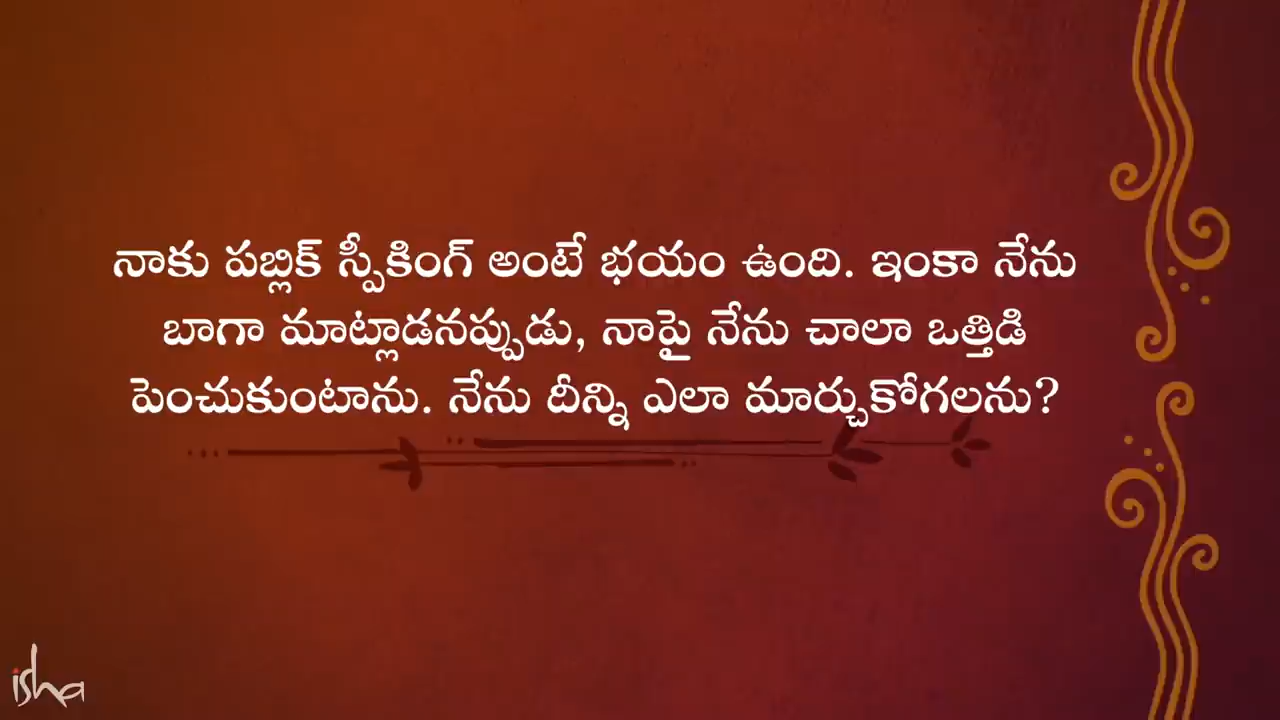 నాకు పబ్లిక్ స్పీకింగ్ అంటే భయం ఉంది. ఇంకా నేను
బాగా మాట్లాడనప్పుడు, నాపై నేను చాలా ఒత్తిడి
పెంచుకుంటాను. నేను దీన్ని ఎలా మార్చుకోగలను?
isha